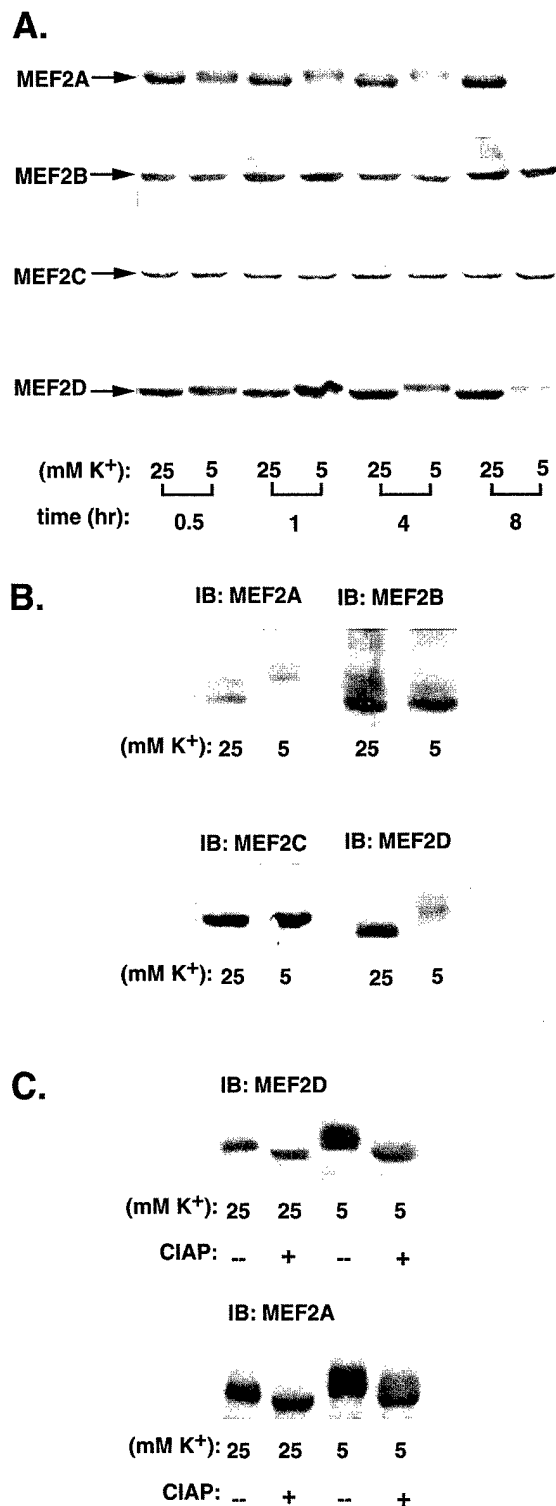 A.
MEF2A
MEF2B
MEF2C
MEF2D
(mM K+): 25 5 25 5 25 5 25 5
time (hr): 0.5 1 4 8
B.
IB: MEF2A IB: MEF2B
(mM K+): 25 5 25 5
IB: MEF2C IB: MEF2D
(mM K+): 25 5 25 5
C.
IB: MEF2D
(mM K+): 25 25 5 5
CIAP: -- + -- +
IB: MEF2A
(mM K+): 25 25 5 5
CIAP: -- + -- +